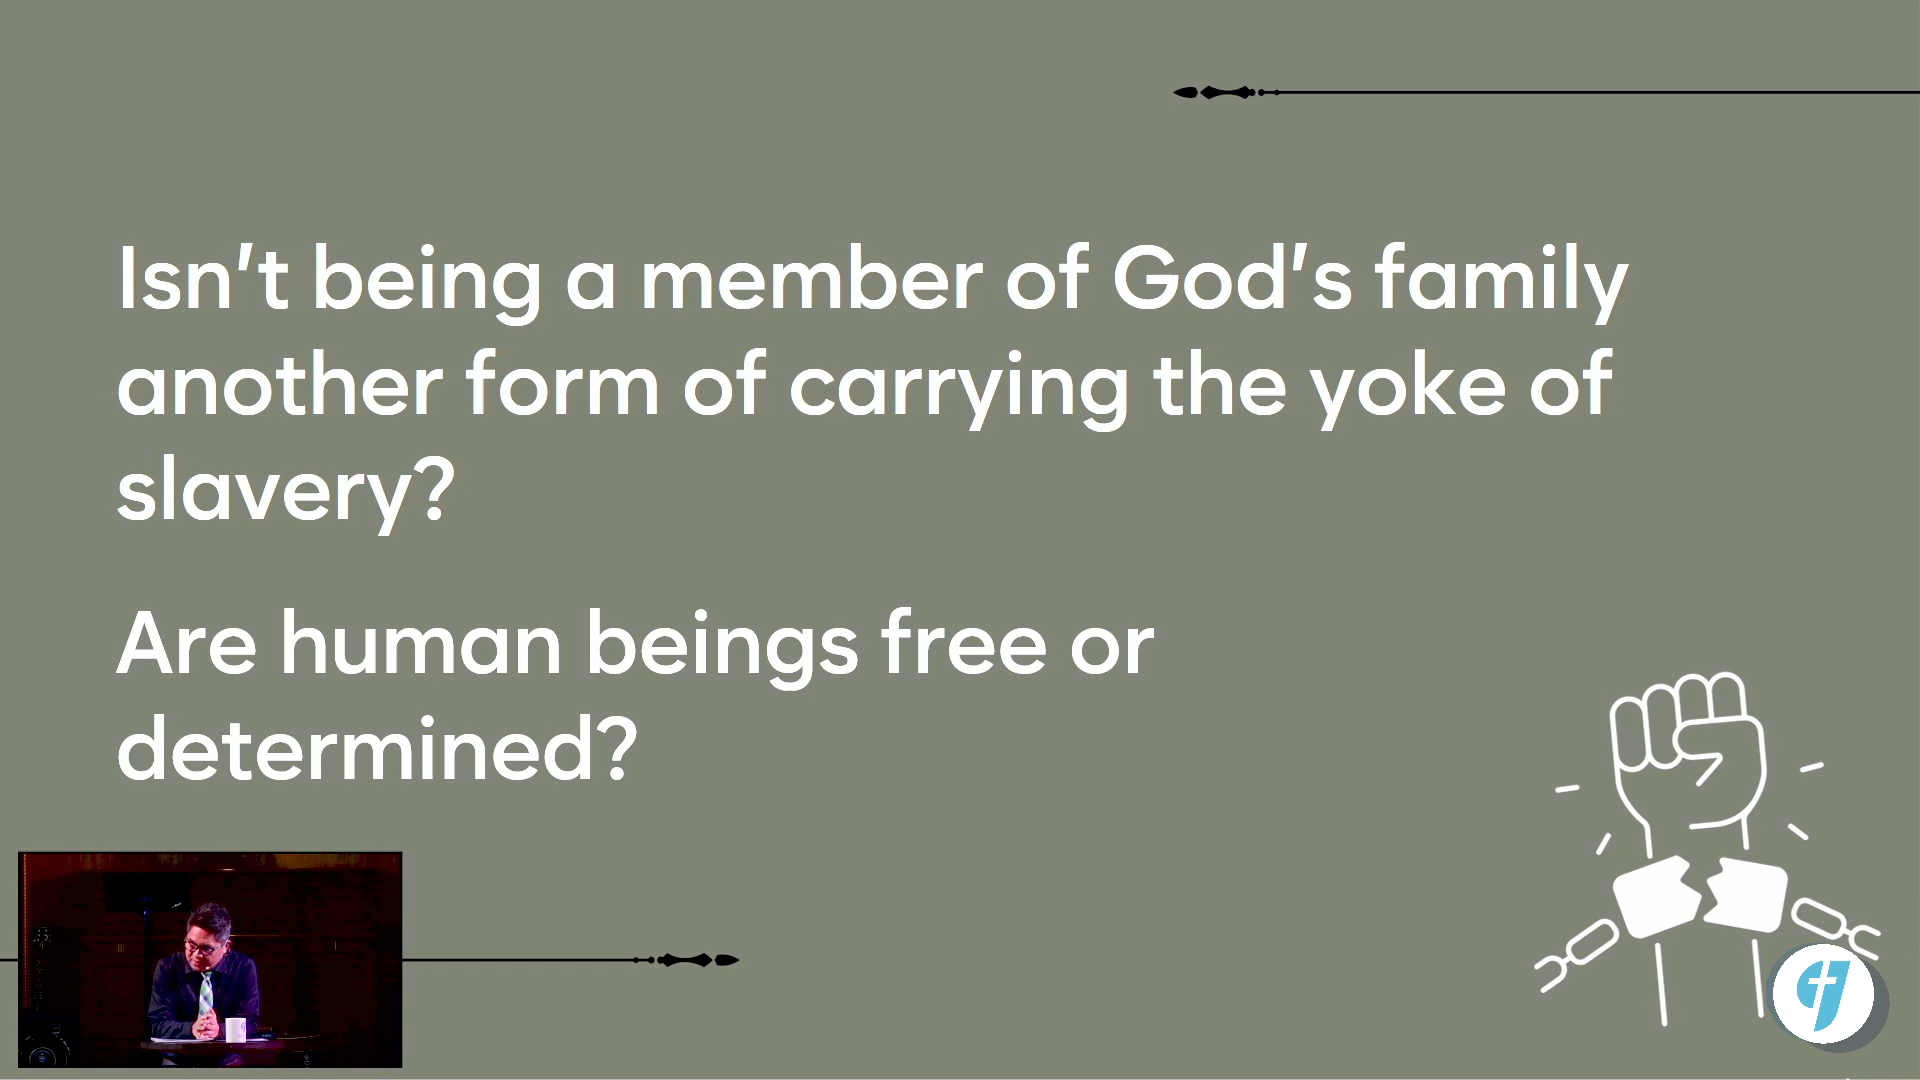 Isn't being a member of God's family
another form of carrying the yoke of
slavery?
Are human beings free or
determined?